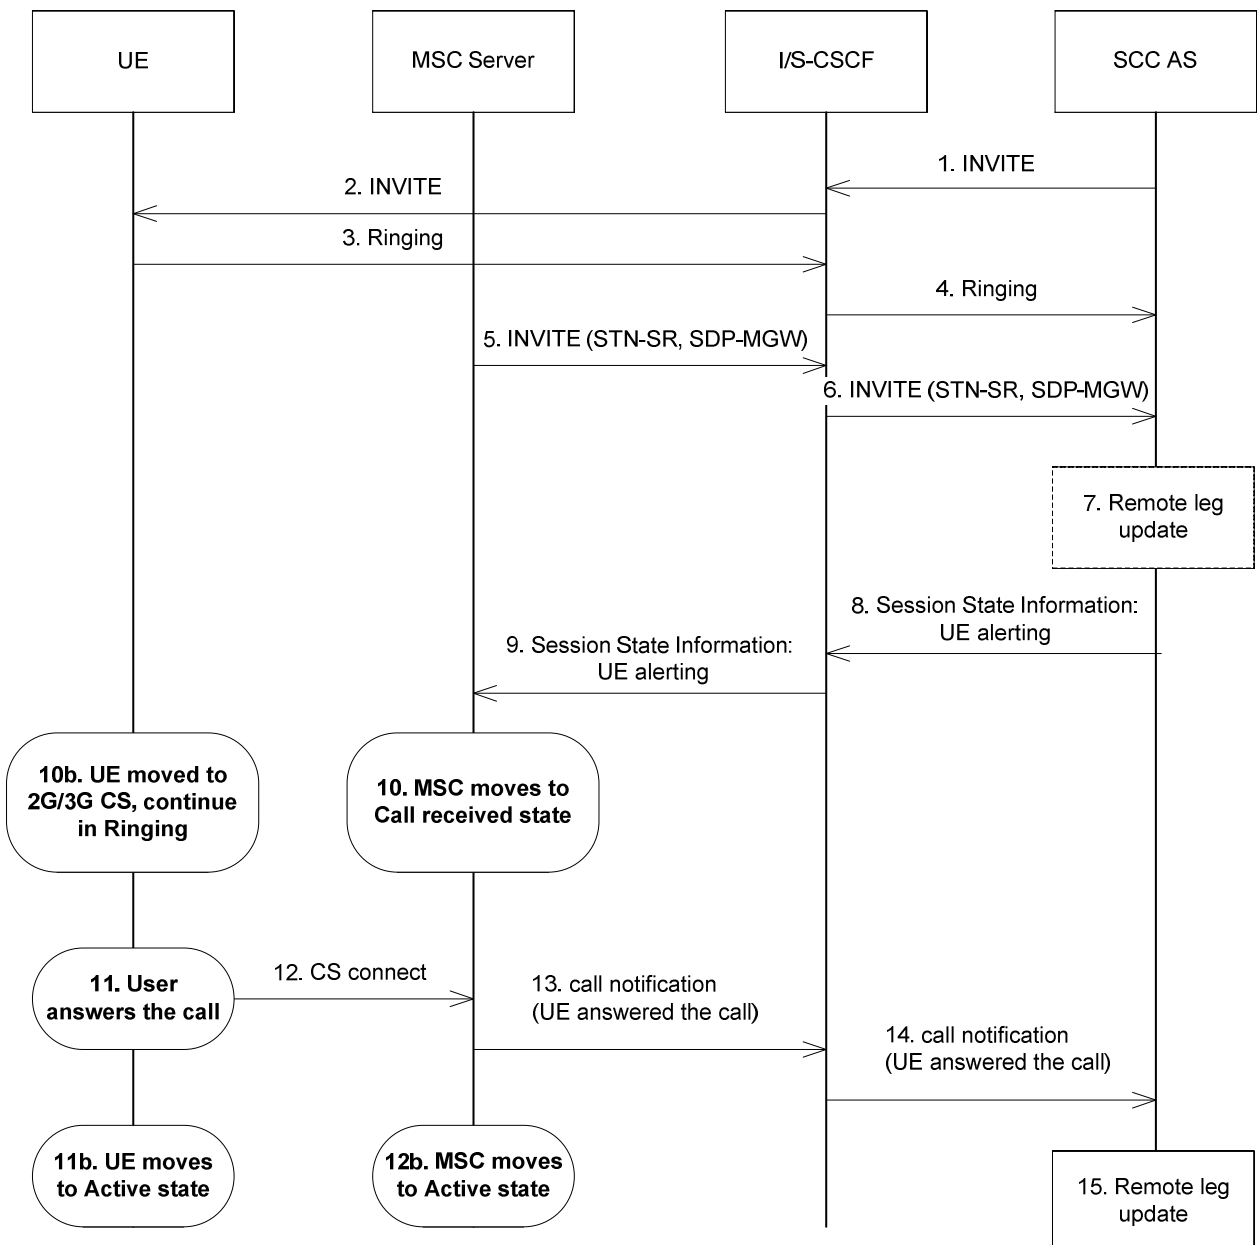 UE
MSC Server
I/S-CSCF
SCC AS
1. INVITE
2. INVITE
3. Ringing
4. Ringing
5. INVITE (STN-SR, SDP-MGW)
6. INVITE (STN-SR, SDP-MGW)
7. Remote leg
update
8. Session State Information:
UE alerting
9. Session State Information:
UE alerting
10b. UE moved to
2G/3G CS, continue
in Ringing
10. MSC moves to
Call received state
11. User
answers the call
12. CS connect
13. call notification
(UE answered the call)
14. call notification
(UE answered the call)
11b. UE moves
to Active state
12b. MSC moves
to Active state
15. Remote leg
update